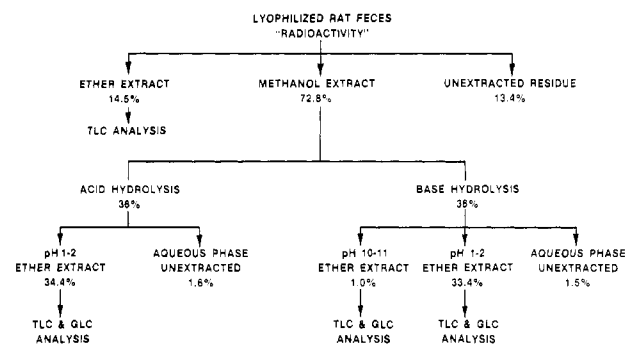 LYOPHILIZED RAT FECES
"RADIOACTIVITY"
ETHER EXTRACT
14.5%
METHANOL EXTRACT
72.8%
UNEXTRACTED RESIDUE
13.4%
TLC ANALYSIS
ACID HYDROLYSIS
36%
BASE HYDROLYSIS
36%
pH 1-2
ETHER EXTRACT
34.4%
AQUEOUS PHASE
UNEXTRACTED
1.6%
pH 10-11
ETHER EXTRACT
1.0%
pH 1-2
ETHER EXTRACT
33.4%
AQUEOUS PHASE
UNEXTRACTED
1.5%
TLC & GLC
ANALYSIS
TLC & GLC
ANALYSIS
TLC & GLC
ANALYSIS